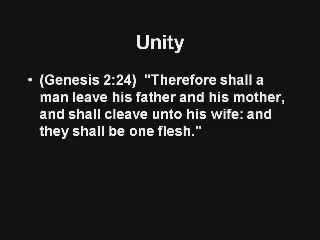 Unity
• (Genesis 2:24) "Therefore shall a
man leave his father and his mother,
and shall cleave unto his wife: and
they shall be one flesh."